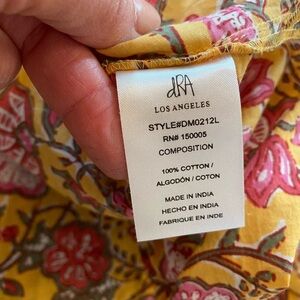 dRA
LOS ANGELES
STYLE#DM0212L
RN# 150005
COMPOSITION
100% COTTON /
ALGODÓN / COTON
MADE IN INDIA
HECHO EN INDIA
FABRIQUE EN INDE